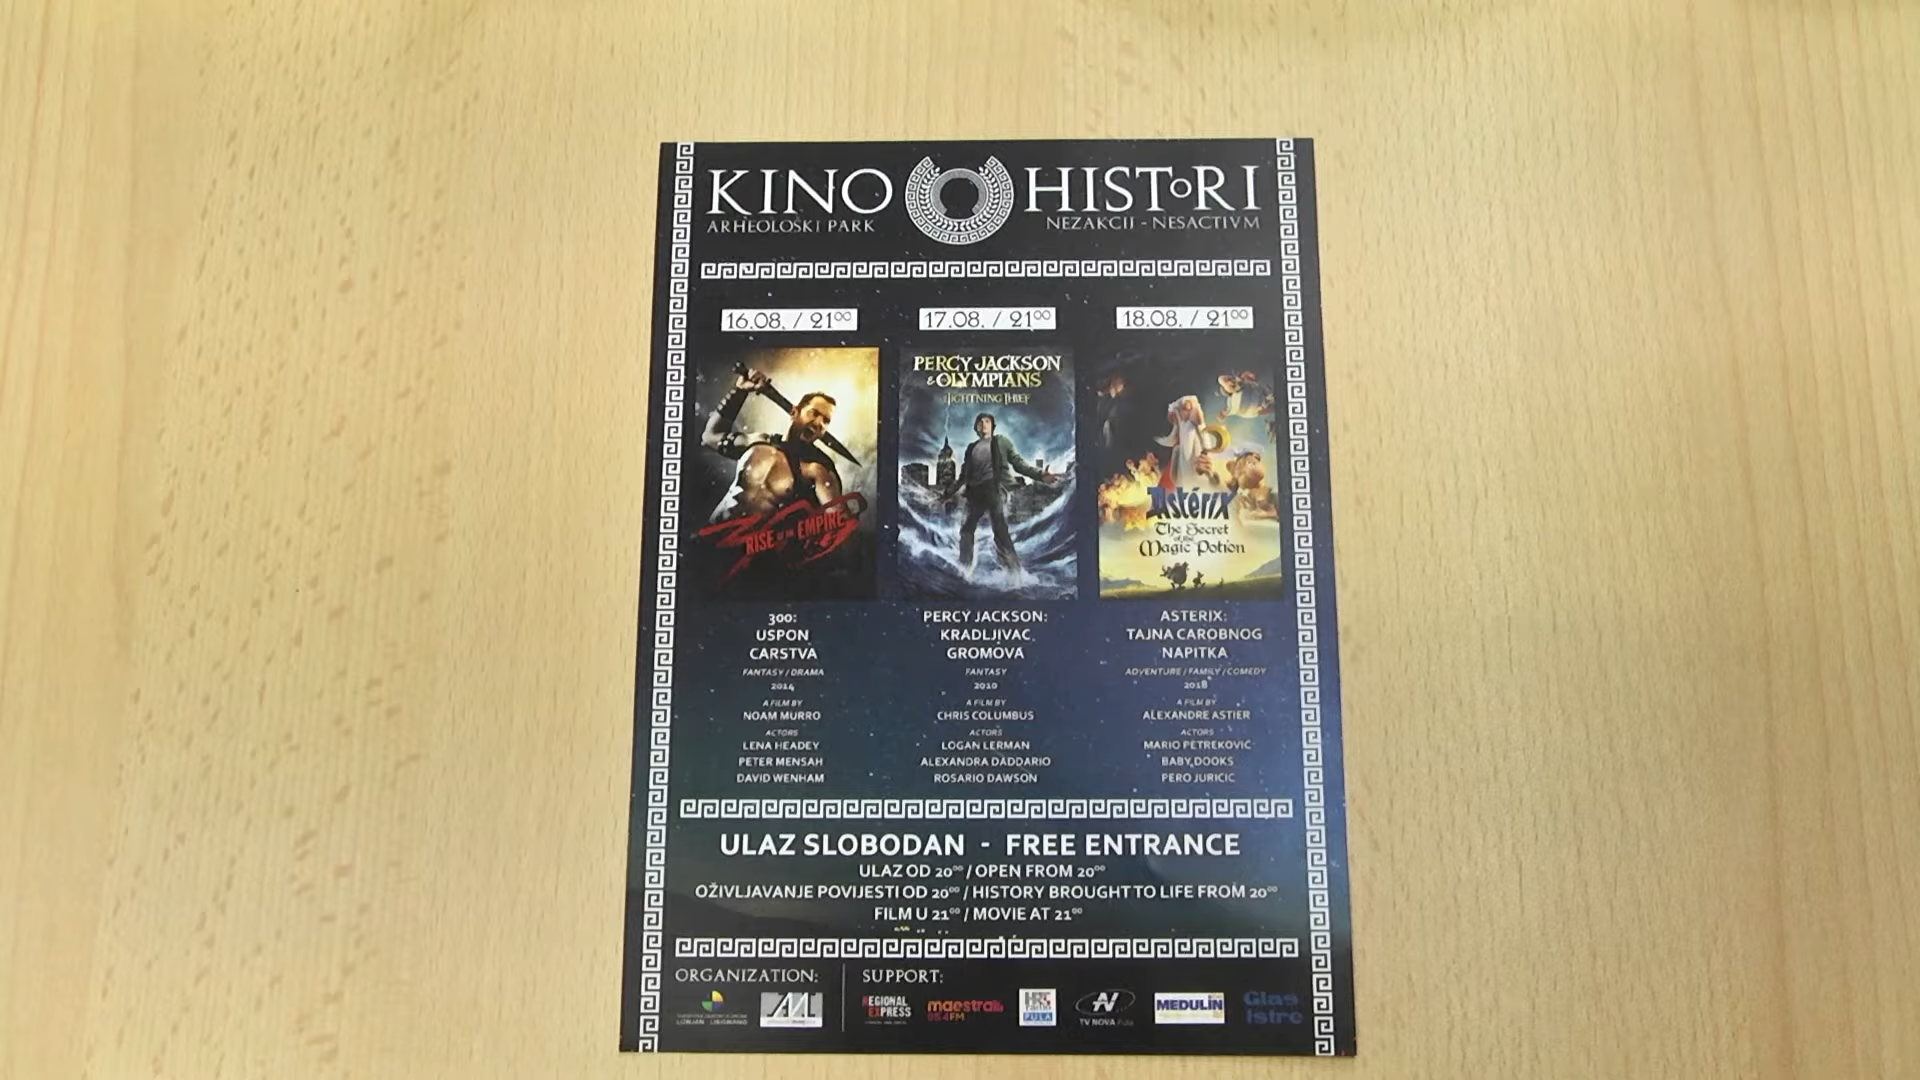 KINO HISToRI
ARHEOLOŠKI PARK NEZAKCIJ - NESACTIVM
16.08. / 21⁰⁰
17.08. / 21⁰⁰
18.08. / 21⁰⁰
RISE OF AN EMPIRE
PERCY JACKSON
& OLYMPIANS
LIGHTNING THIEF
Astérix
The Secret
of the
Magic Potion
300:
USPON
CARSTVA
FANTASY / DRAMA
2014
A FILM BY
NOAM MURRO
ACTORS
LENA HEADEY
PETER MENSAH
DAVID WENHAM
PERCY JACKSON:
KRADLJIVAC
GROMOVA
FANTASY
2010
A FILM BY
CHRIS COLUMBUS
ACTORS
LOGAN LERMAN
ALEXANDRA DADDARIO
ROSARIO DAWSON
ASTERIX:
TAJNA CAROBNOG
NAPITKA
ADVENTURE / FAMILY / COMEDY
2018
A FILM BY
ALEXANDRE ASTIER
ACTORS
MARIO PETREKOVIC
BABY DOOKS
PERO JURICIC
ULAZ SLOBODAN - FREE ENTRANCE
ULAZ OD 20⁰⁰ / OPEN FROM 20⁰⁰
OŽIVLJAVANJE POVIJESTI OD 20⁰⁰ / HISTORY BROUGHT TO LIFE FROM 20⁰⁰
FILM U 21⁰⁰ / MOVIE AT 21⁰⁰
ORGANIZATION:
LIŽNJAN LISIGNANO
SUPPORT:
REGIONAL
EXPRESS
maestral
95.4FM
PULA
TV NOVA Pula
MEDULIN
Glas
Istre